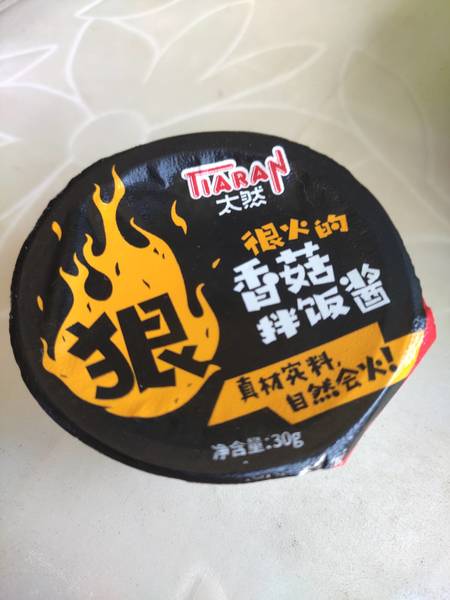 TIARAN
太然
很火的
香菇
拌饭酱
狠
真材实料,
自然会火!
净含量:30g